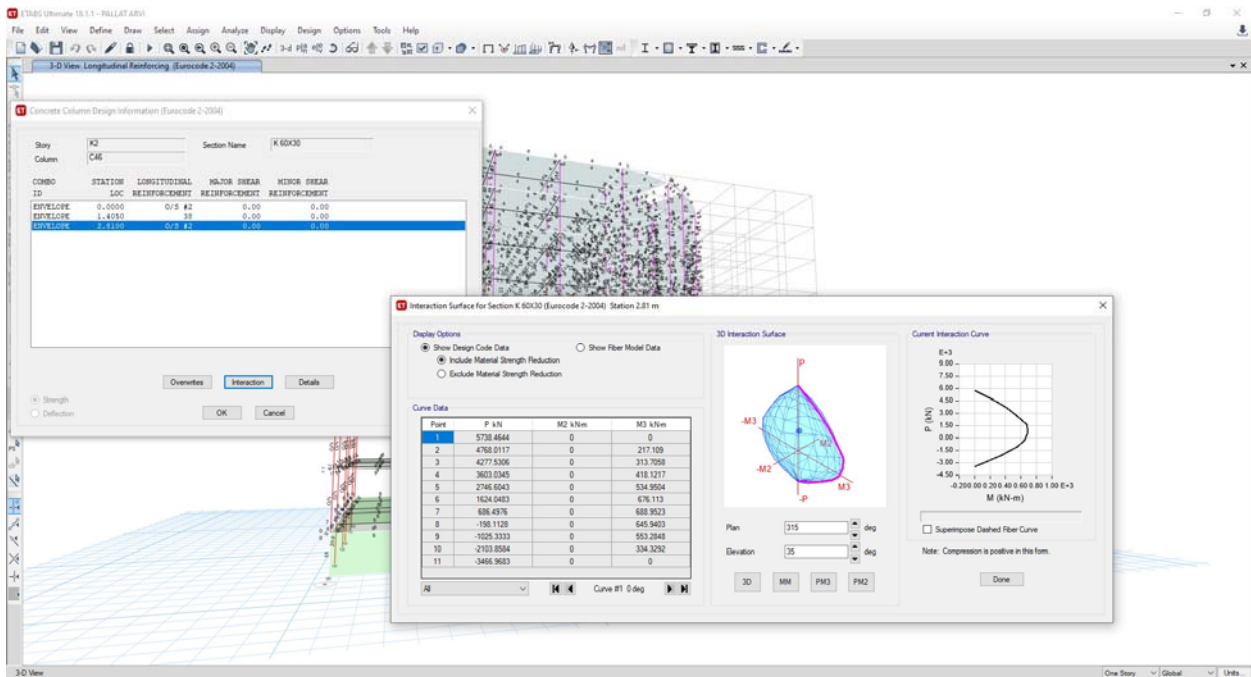 ETABS Ultimate 18.1.1 - PALLAT ARVI
File Edit View Define Draw Select Assign Analyze Display Design Options Tools Help
3-D View Longitudinal Reinforcing (Eurocode 2-2004)
Concrete Column Design Information (Eurocode 2-2004)
Story K2 Section Name K 60X30
Column C46
COMBO STATION LONGITUDINAL MAJOR SHEAR MINOR SHEAR
ID LOC REINFORCEMENT REINFORCEMENT REINFORCEMENT
ENVELOPE 0.0000 O/S #2 0.00 0.00
ENVELOPE 1.4050 38 0.00 0.00
ENVELOPE 2.8100 O/S #2 0.00 0.00
Overwrites Interaction Details
Strength
Deflection
OK Cancel
Interaction Surface for Section K 60X30 (Eurocode 2-2004) Station 2.81 m
Display Options
Show Design Code Data Show Fiber Model Data
Include Material Strength Reduction
Exclude Material Strength Reduction
Curve Data
Point P kN M2 kN-m M3 kN-m
1 5738.4644 0 0
2 4768.0117 0 217.109
3 4277.5306 0 313.7058
4 3603.0345 0 418.1217
5 2746.6043 0 534.9504
6 1624.0483 0 676.113
7 686.4976 0 688.9523
8 -198.1128 0 645.9403
9 -1025.3333 0 553.2848
10 -2103.8584 0 334.3292
11 -3466.9683 0 0
All Curve #1 0 deg
3D Interaction Surface
P
-M3
M2
-M2
M3
-P
Plan 315 deg
Elevation 35 deg
3D MM PM3 PM2
Current Interaction Curve
E+3
9.00
7.50
6.00
4.50
3.00
1.50
0.00
-1.50
-3.00
-4.50
P (kN)
-0.20 0.00 0.20 0.40 0.60 0.80 1.00 E+3
M (kN-m)
Superimpose Dashed Fiber Curve
Note: Compression is positive in this form.
Done
3-D View One Story Global Units...